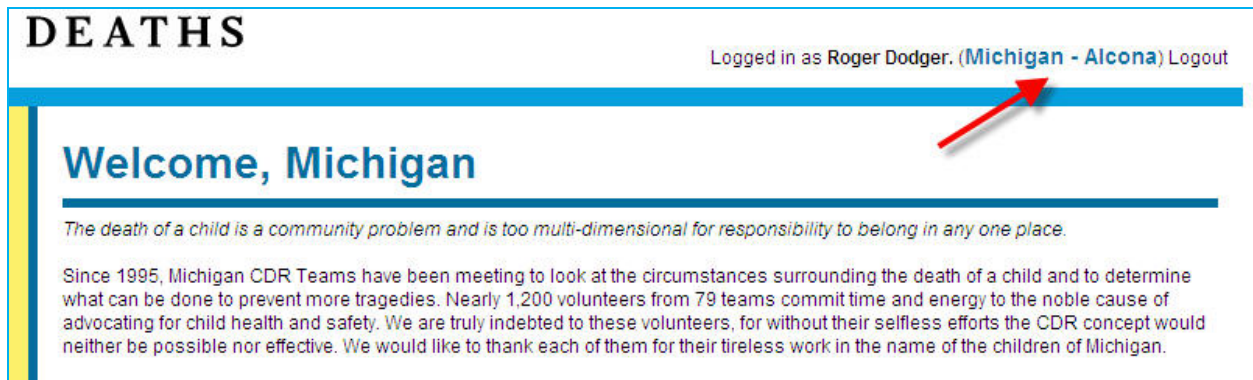 DEATHS
Logged in as Roger Dodger. (Michigan - Alcona) Logout
Welcome, Michigan
The death of a child is a community problem and is too multi-dimensional for responsibility to belong in any one place.
Since 1995, Michigan CDR Teams have been meeting to look at the circumstances surrounding the death of a child and to determine
what can be done to prevent more tragedies. Nearly 1,200 volunteers from 79 teams commit time and energy to the noble cause of
advocating for child health and safety. We are truly indebted to these volunteers, for without their selfless efforts the CDR concept would
neither be possible nor effective. We would like to thank each of them for their tireless work in the name of the children of Michigan.